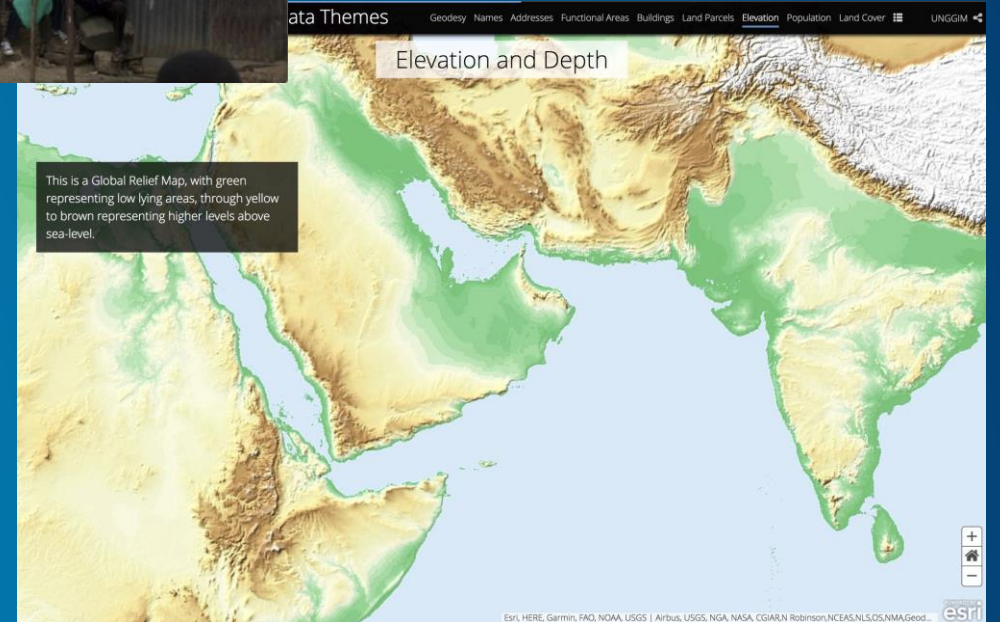 ata Themes
Geodesy Names Addresses Functional Areas Buildings Land Parcels Elevation Population Land Cover UNGGIM
Elevation and Depth
This is a Global Relief Map, with green
representing low lying areas, through yellow
to brown representing higher levels above
sea-level.
+
−
Esri, HERE, Garmin, FAO, NOAA, USGS | Airbus, USGS, NGA, NASA, CGIAR,N Robinson,NCEAS,NLS,OS,NMA,Geod...
esri